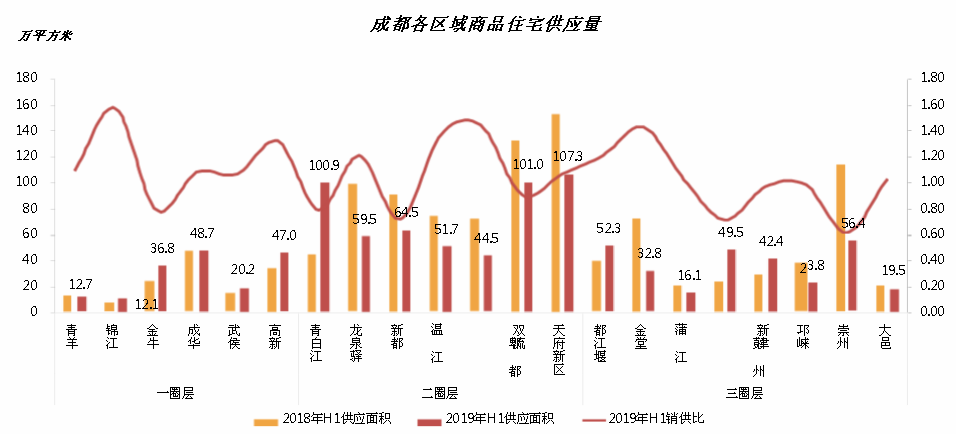 成都各区域商品住宅供应量
万平方米
180 1.80
160 1.60
140 1.40
120 1.20
100 1.00
80 0.80
60 0.60
40 0.40
20 0.20
0 0.00
12.7 12.1 36.8 48.7 20.2 47.0 100.9 59.5 64.5 51.7 44.5 101.0 107.3 52.3 32.8 16.1 49.5 42.4 23.8 56.4 19.5
青羊 锦江 金牛 成华 武侯 高新 青白江 龙泉驿 新都 温江 双流 都 天府新区 都江堰 金堂 蒲江 新津 州 邛崃 崇州 大邑
一圈层 二圈层 三圈层
2018年H1供应面积 2019年H1供应面积 2019年H1销供比